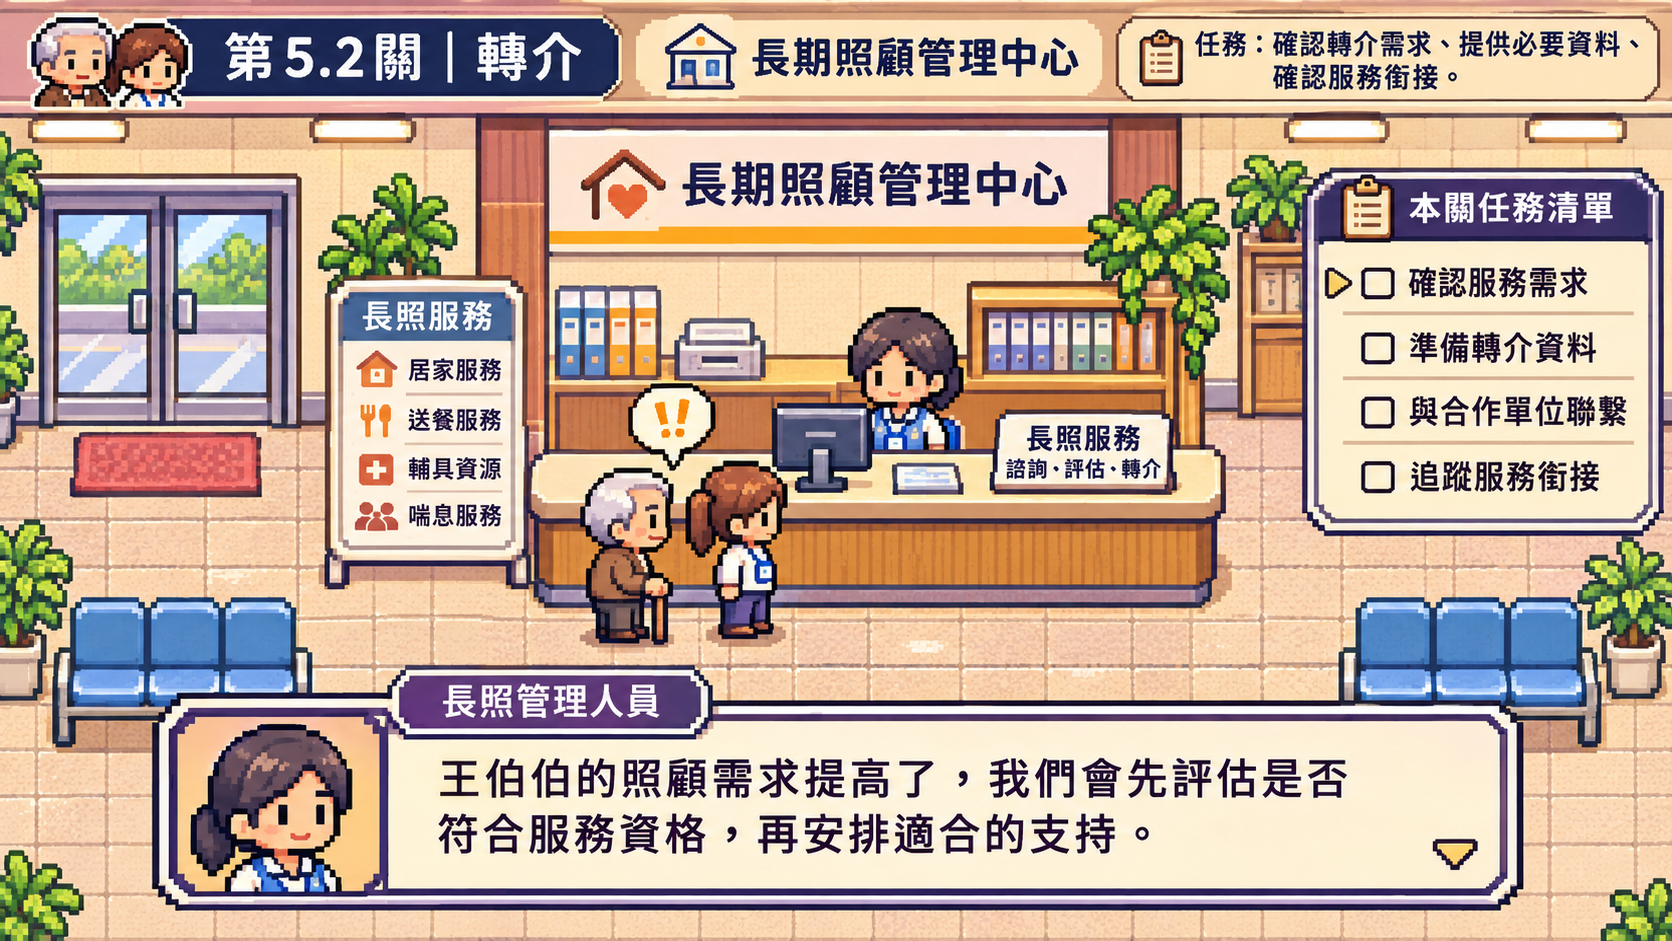 第5.2關｜轉介
長期照顧管理中心
任務：確認轉介需求、提供必要資料、
確認服務銜接。
長期照顧管理中心
本關任務清單
確認服務需求
準備轉介資料
與合作單位聯繫
追蹤服務銜接
長照服務
居家服務
送餐服務
輔具資源
喘息服務
!!
長照服務
諮詢、評估、轉介
長照管理人員
王伯伯的照顧需求提高了，我們會先評估是否
符合服務資格，再安排適合的支持。